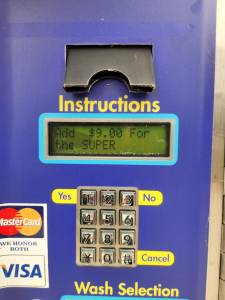 Instructions
Add $9.00 For
the SUPER
Yes
No
MasterCard
WE HONOR
BOTH
VISA
Cancel
Wash Selection